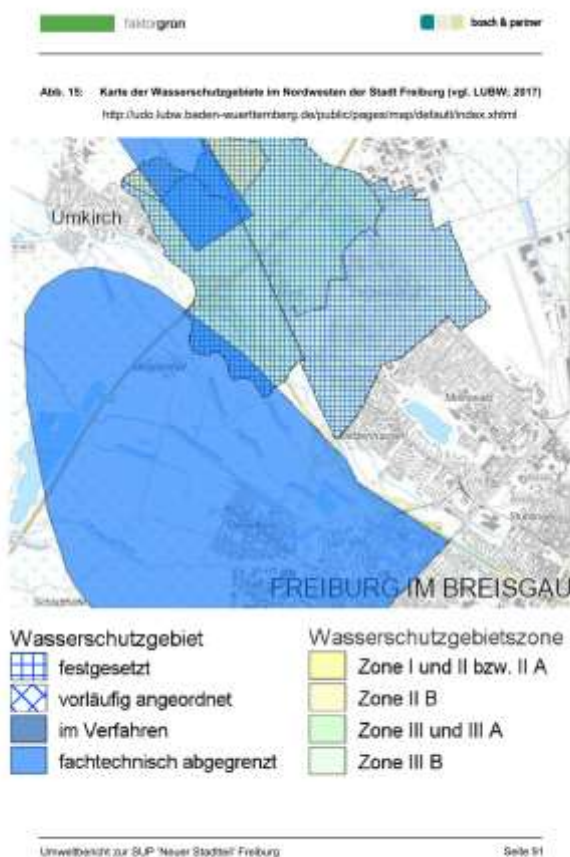 faktorgrün
bosch & partner
Abb. 15: Karte der Wasserschutzgebiete im Nordwesten der Stadt Freiburg (vgl. LUBW; 2017)
http://udo.lubw.baden-wuerttemberg.de/public/pages/map/default/index.xhtml
Umkirch
Mooswald
FREIBURG IM BREISGAU
Wasserschutzgebiet
festgesetzt
vorläufig angeordnet
im Verfahren
fachtechnisch abgegrenzt
Wasserschutzgebietszone
Zone I und II bzw. II A
Zone II B
Zone III und III A
Zone III B
Umweltbericht zur SUP 'Neuer Stadtteil' Freiburg
Seite 91